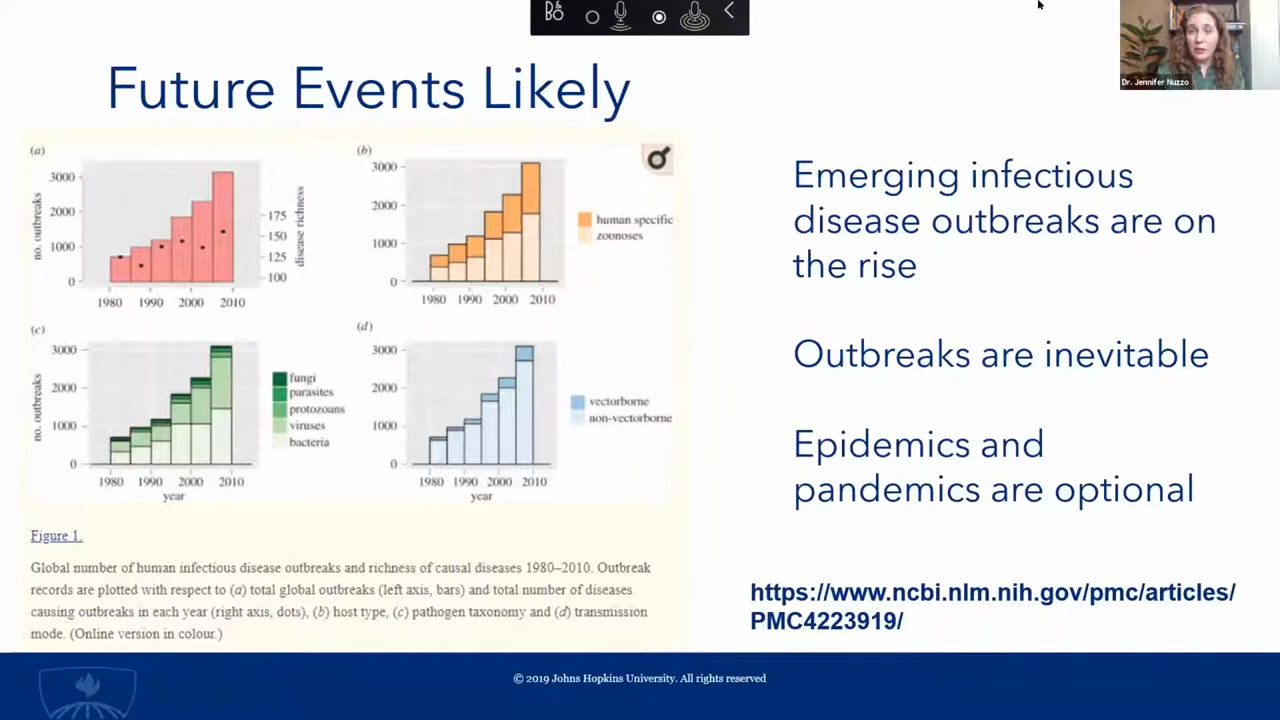 Dr. Jennifer Nuzzo
Future Events Likely
(a)
no. outbreaks
3000
2000
1000
0
175
150
125
100
disease richness
1980
1990
2000
2010
(b)
3000
2000
1000
0
1980
1990
2000
2010
human specific
zoonoses
(c)
no. outbreaks
3000
2000
1000
0
1980
1990
2000
2010
year
fungi
parasites
protozoans
viruses
bacteria
(d)
3000
2000
1000
0
1980
1990
2000
2010
year
vectorborne
non-vectorborne
Figure 1.
Global number of human infectious disease outbreaks and richness of causal diseases 1980–2010. Outbreak
records are plotted with respect to (a) total global outbreaks (left axis, bars) and total number of diseases
causing outbreaks in each year (right axis, dots), (b) host type, (c) pathogen taxonomy and (d) transmission
mode. (Online version in colour.)
Emerging infectious
disease outbreaks are on
the rise
Outbreaks are inevitable
Epidemics and
pandemics are optional
https://www.ncbi.nlm.nih.gov/pmc/articles/
PMC4223919/
© 2019 Johns Hopkins University. All rights reserved